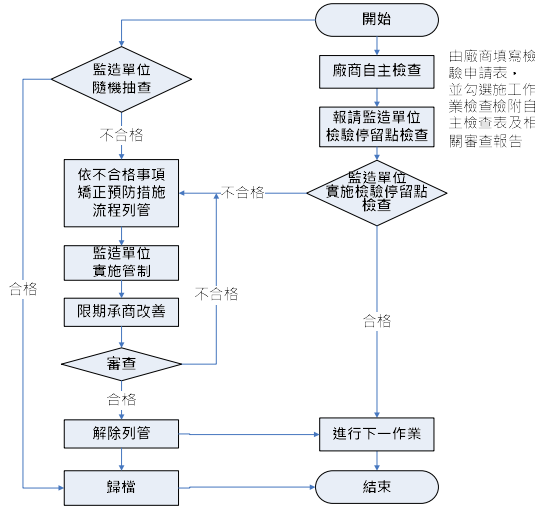 開始
監造單位
隨機抽查
廠商自主檢查
由廠商填寫檢
驗申請表，
並勾選施工作
業檢查檢附自
主檢查表及相
關審查報告
報請監造單位
檢驗停留點檢查
不合格
依不合格事項
矯正預防措施
流程列管
不合格
監造單位
實施檢驗停留點
檢查
監造單位
實施管制
合格
不合格
限期承商改善
合格
審查
合格
解除列管
進行下一作業
歸檔
結束